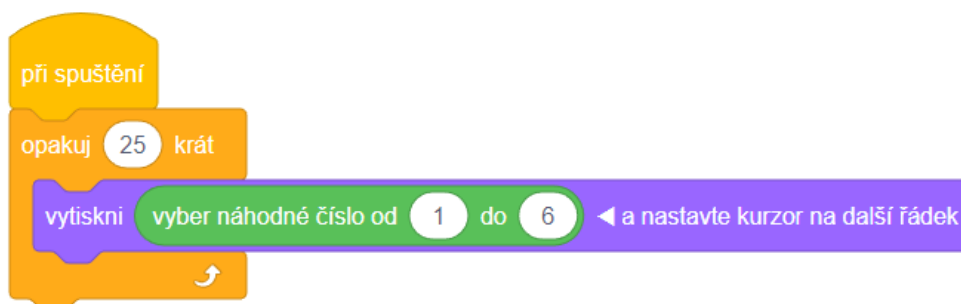 při spuštění
opakuj 25 krát
vytiskni vyber náhodné číslo od 1 do 6 a nastavte kurzor na další řádek